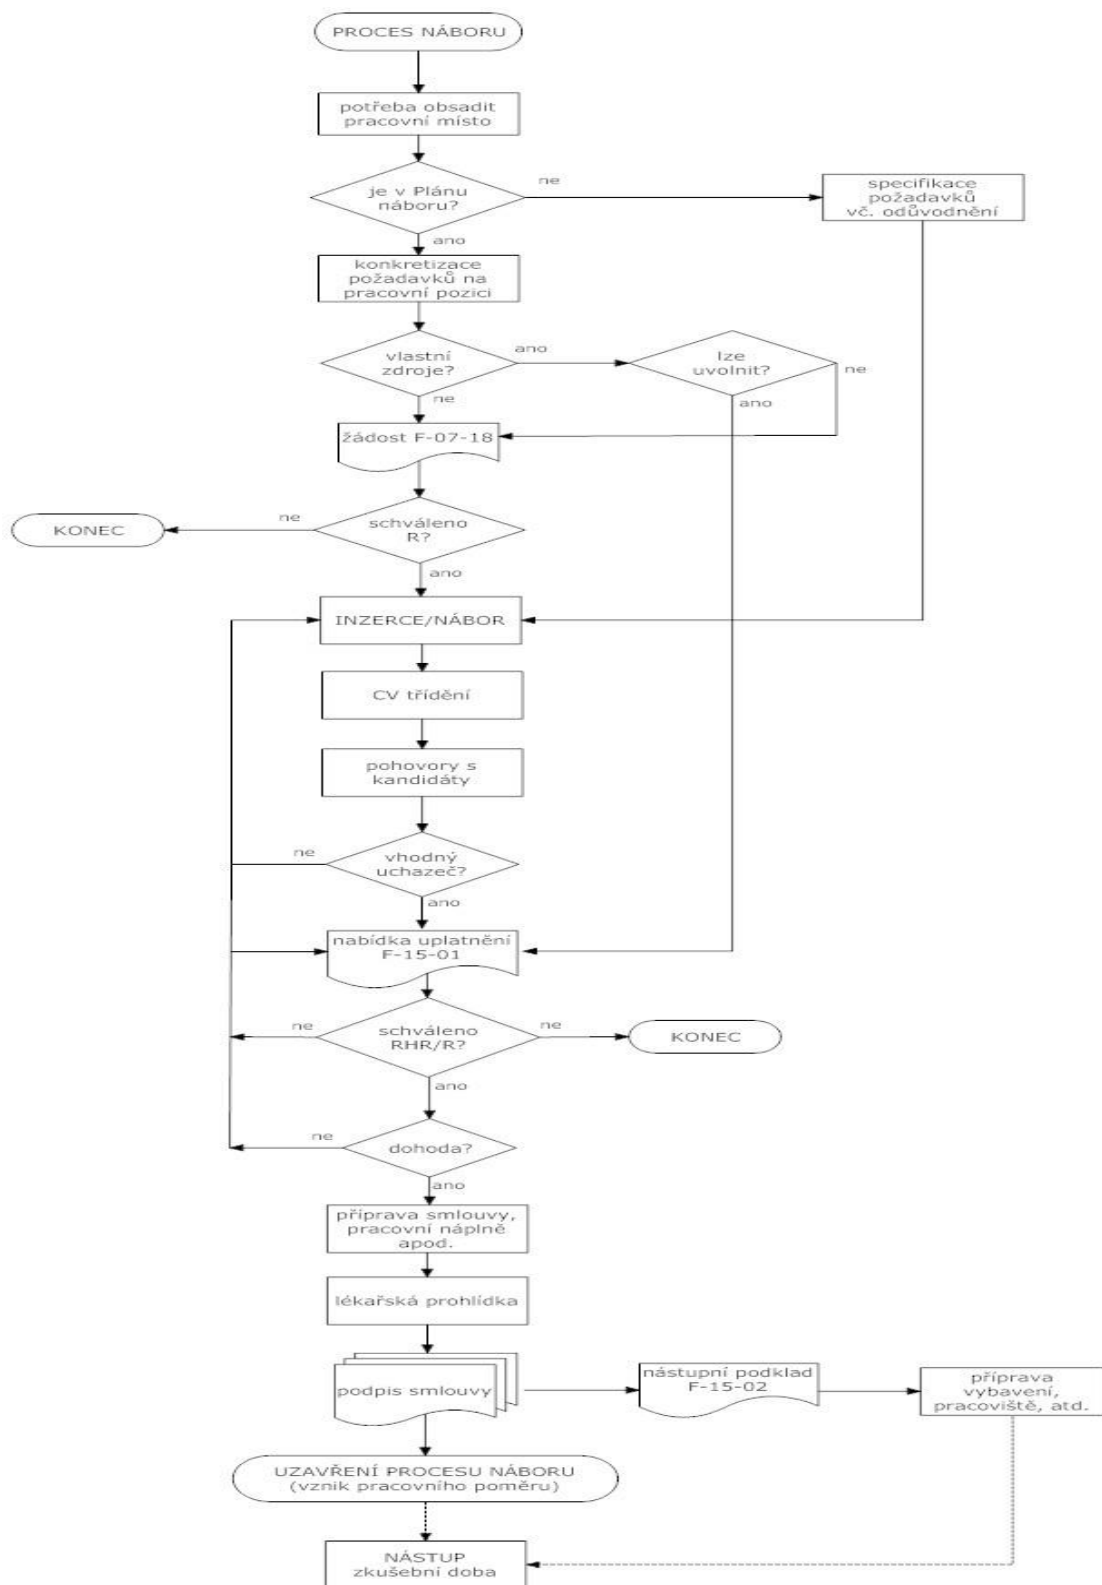 PROCES NÁBORU
potřeba obsadit
pracovní místo
je v Plánu
náboru?
ne
specifikace
požadavků
vč. odůvodnění
ano
konkretizace
požadavků na
pracovní pozici
vlastní
zdroje?
ano
lze
uvolnit?
ne
ne
ano
žádost F-07-18
schváleno
R?
ne
KONEC
ano
INZERCE/NÁBOR
CV třídění
pohovory s
kandidáty
vhodný
uchazeč?
ne
ano
nabídka uplatnění
F-15-01
schváleno
RHR/R?
ne
ne
KONEC
ano
dohoda?
ne
ano
příprava smlouvy,
pracovní náplně
apod.
lékařská prohlídka
podpis smlouvy
nástupní podklad
F-15-02
příprava
vybavení,
pracoviště, atd.
UZAVŘENÍ PROCESU NÁBORU
(vznik pracovního poměru)
NÁSTUP
zkušební doba